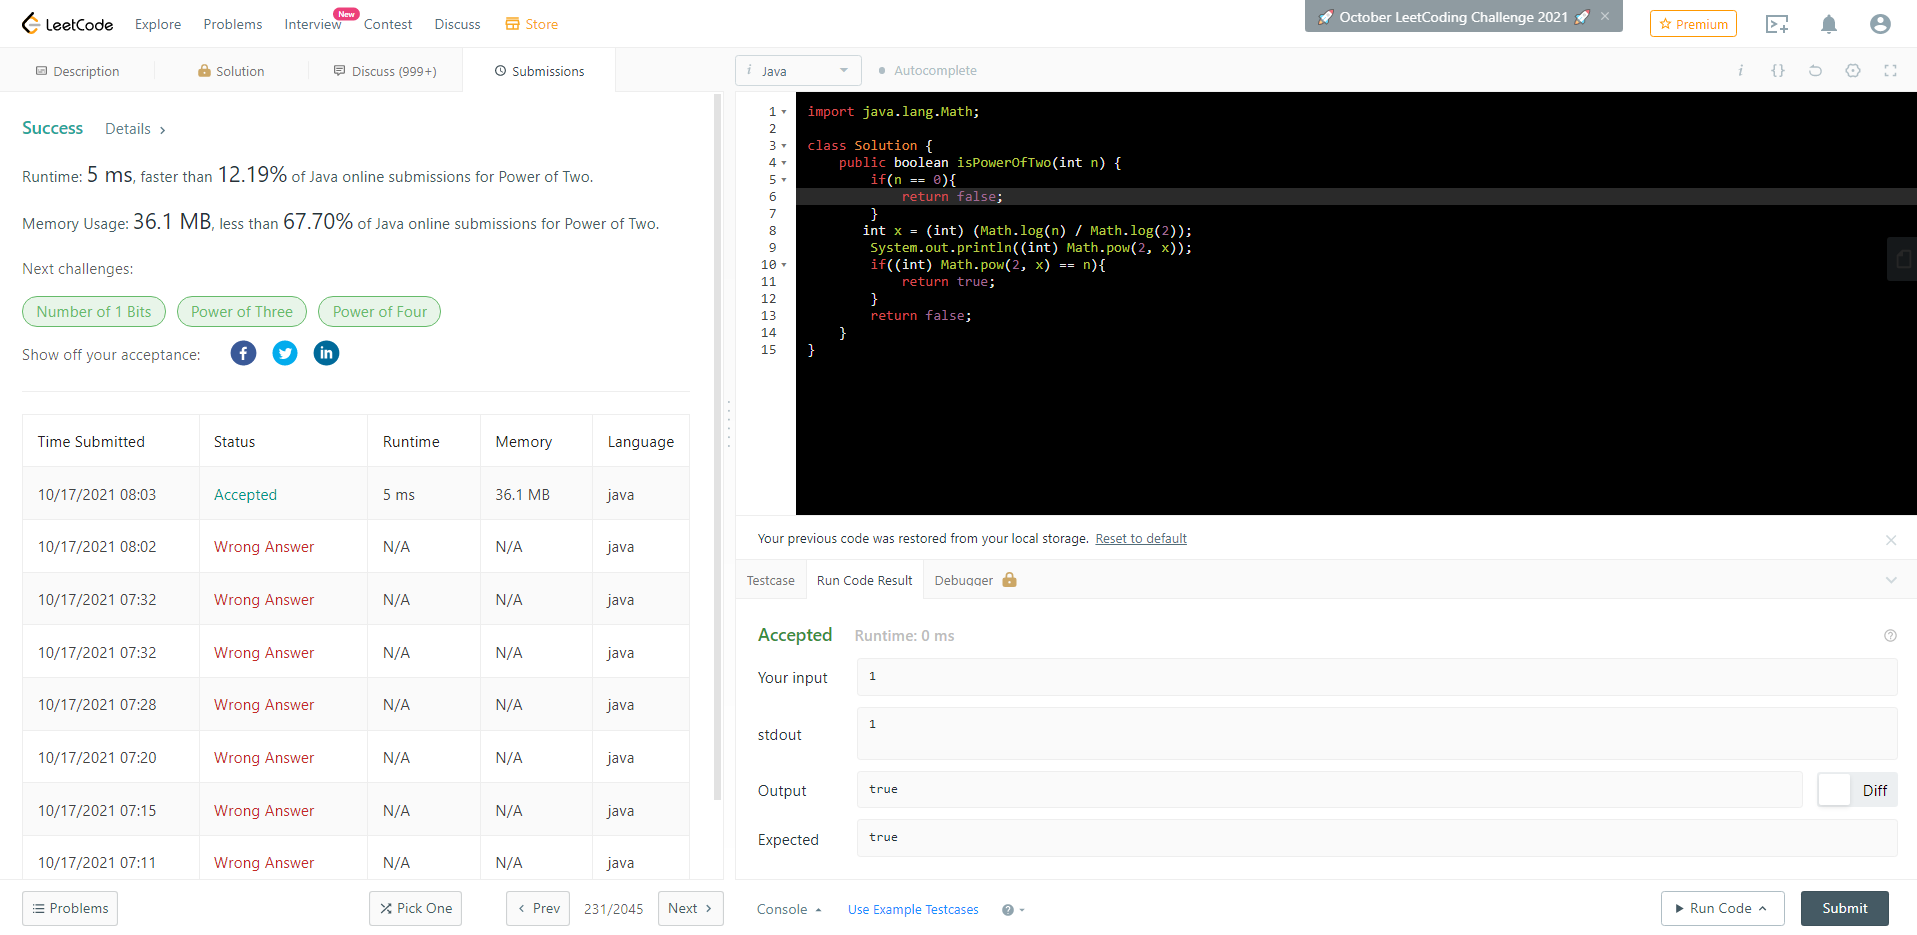 LeetCode
Explore
Problems
Interview
New
Contest
Discuss
Store
🚀 October LeetCoding Challenge 2021 🚀 ×
Premium
Description
Solution
Discuss (999+)
Submissions
i Java
Autocomplete
i {}
Success Details >
Runtime: 5 ms, faster than 12.19% of Java online submissions for Power of Two.
Memory Usage: 36.1 MB, less than 67.70% of Java online submissions for Power of Two.
Next challenges:
Number of 1 Bits
Power of Three
Power of Four
Show off your acceptance:
Time Submitted Status Runtime Memory Language
10/17/2021 08:03 Accepted 5 ms 36.1 MB java
10/17/2021 08:02 Wrong Answer N/A N/A java
10/17/2021 07:32 Wrong Answer N/A N/A java
10/17/2021 07:32 Wrong Answer N/A N/A java
10/17/2021 07:28 Wrong Answer N/A N/A java
10/17/2021 07:20 Wrong Answer N/A N/A java
10/17/2021 07:15 Wrong Answer N/A N/A java
10/17/2021 07:11 Wrong Answer N/A N/A java
Problems
Pick One
‹ Prev
231/2045
Next ›
1 import java.lang.Math;
2
3 class Solution {
4 public boolean isPowerOfTwo(int n) {
5 if(n == 0){
6 return false;
7 }
8 int x = (int) (Math.log(n) / Math.log(2));
9 System.out.println((int) Math.pow(2, x));
10 if((int) Math.pow(2, x) == n){
11 return true;
12 }
13 return false;
14 }
15 }
Your previous code was restored from your local storage. Reset to default
Testcase
Run Code Result
Debugger
Accepted Runtime: 0 ms
Your input 1
stdout 1
Output true
Diff
Expected true
Console
Use Example Testcases
Run Code
Submit